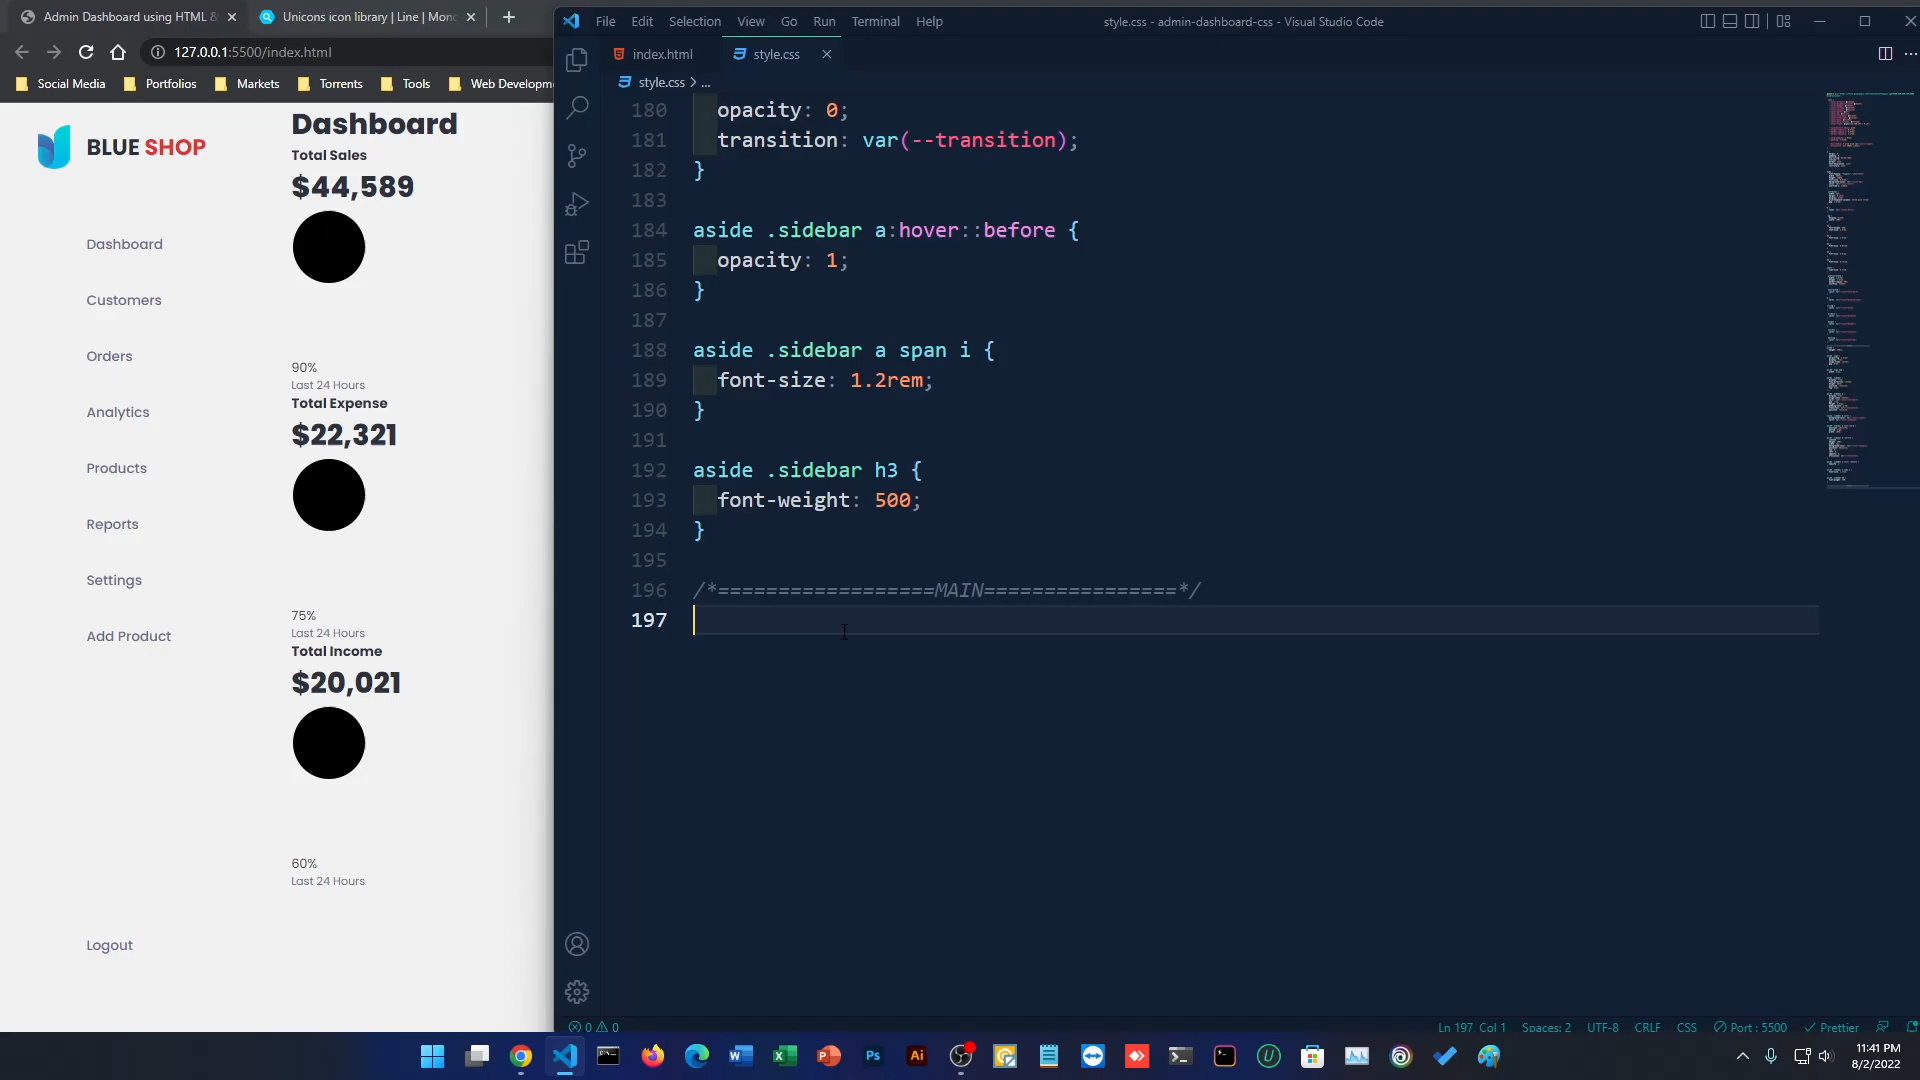 Admin Dashboard using HTML &
Unicons icon library | Line | Mono
File Edit Selection View Go Run Terminal Help
style.css - admin-dashboard-css - Visual Studio Code
127.0.0.1:5500/index.html
index.html
style.css
Social Media
Portfolios
Markets
Torrents
Tools
Web Developm
style.css > ...
BLUE SHOP
Dashboard
Customers
Orders
Analytics
Products
Reports
Settings
Add Product
Logout
Dashboard
Total Sales
$44,589
90%
Last 24 Hours
Total Expense
$22,321
75%
Last 24 Hours
Total Income
$20,021
60%
Last 24 Hours
180 opacity: 0;
181 transition: var(--transition);
182 }
183
184 aside .sidebar a:hover::before {
185 opacity: 1;
186 }
187
188 aside .sidebar a span i {
189 font-size: 1.2rem;
190 }
191
192 aside .sidebar h3 {
193 font-weight: 500;
194 }
195
196 /*==================MAIN================*/
197
0 0
Ln 197, Col 1 Spaces: 2 UTF-8 CRLF CSS Port : 5500 Prettier
Ps
Ai
11:41 PM
8/2/2022